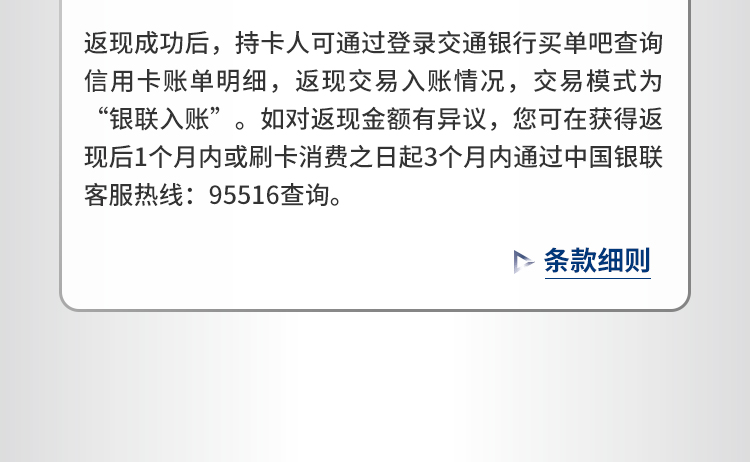 返现成功后，持卡人可通过登录交通银行买单吧查询
信用卡账单明细，返现交易入账情况，交易模式为
“银联入账”。如对返现金额有异议，您可在获得返
现后1个月内或刷卡消费之日起3个月内通过中国银联
客服热线：95516查询。
条款细则